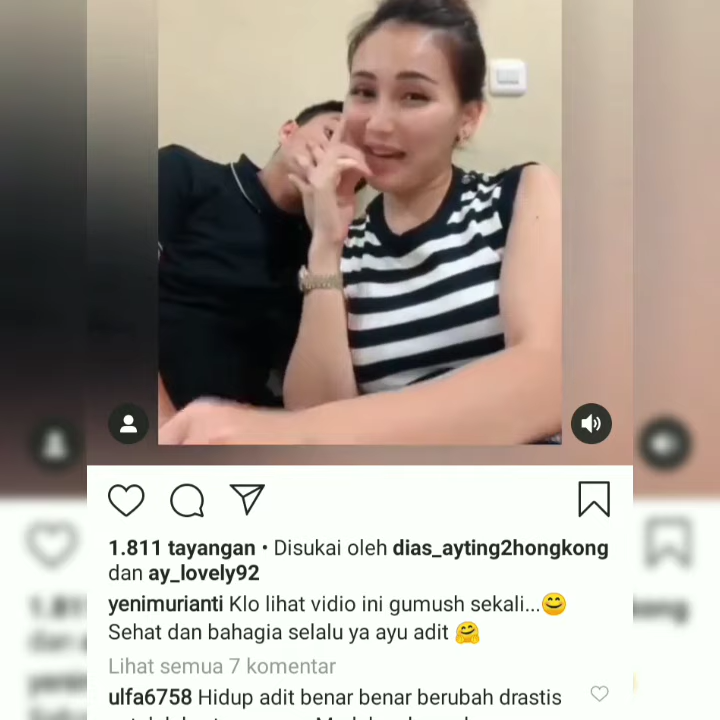 1.811 tayangan • Disukai oleh dias_ayting2hongkong
dan ay_lovely92
yenimurianti Klo lihat vidio ini gumush sekali...😊
Sehat dan bahagia selalu ya ayu adit 🤗
Lihat semua 7 komentar
ulfa6758 Hidup adit benar benar berubah drastis